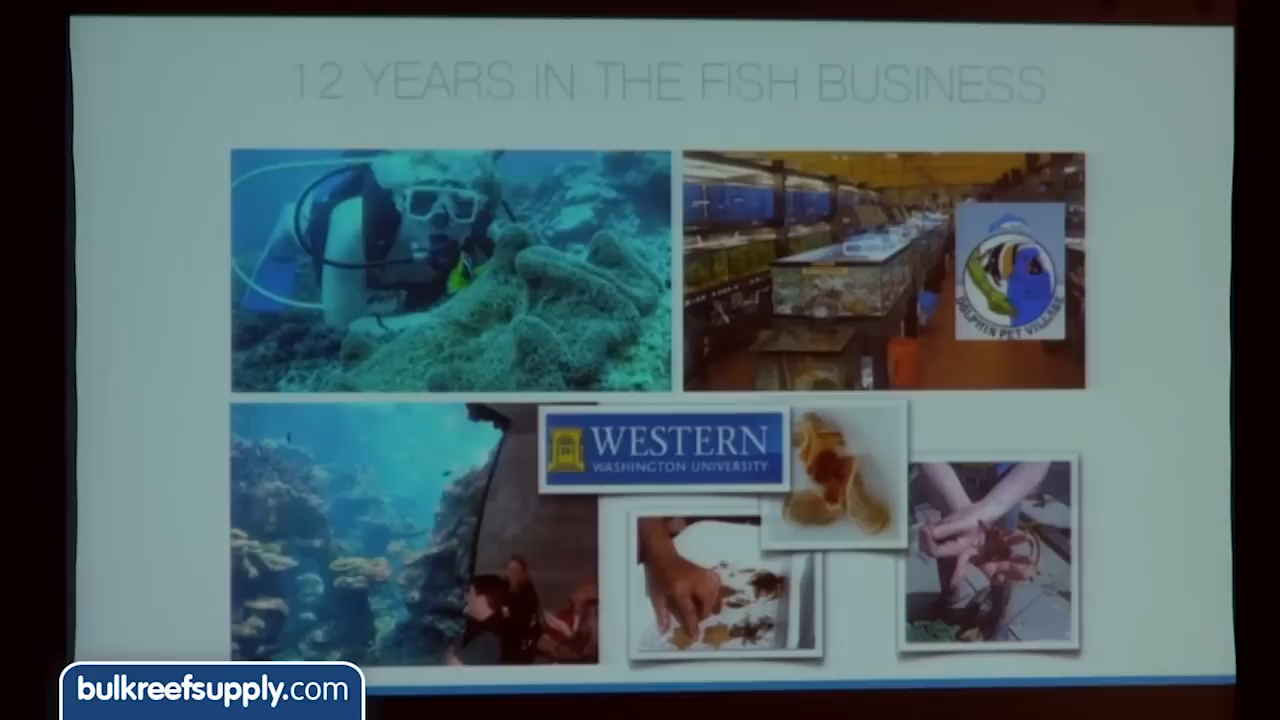 12 YEARS IN THE FISH BUSINESS
DOLPHIN PET VILLAGE
WESTERN
WASHINGTON UNIVERSITY
bulkreefsupply.com